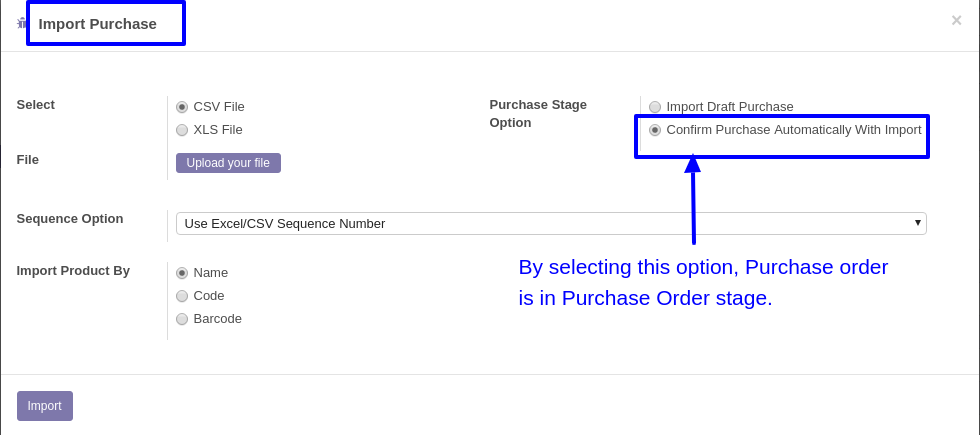 Import Purchase
×
Select
CSV File
XLS File
File
Upload your file
Purchase Stage
Option
Import Draft Purchase
Confirm Purchase Automatically With Import
Sequence Option
Use Excel/CSV Sequence Number
Import Product By
Name
Code
Barcode
By selecting this option, Purchase order
is in Purchase Order stage.
Import